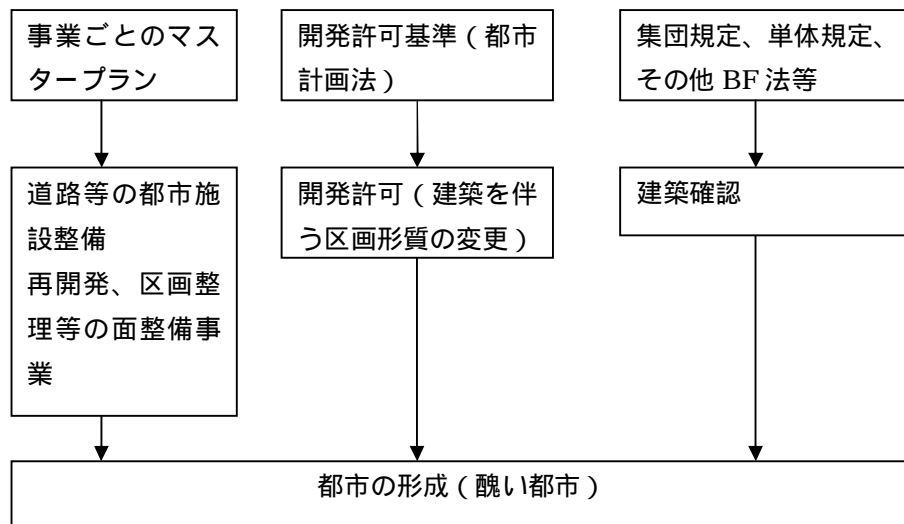 事業ごとのマス
タープラン
開発許可基準（都市
計画法）
集団規定、単体規定、
その他 BF 法等
道路等の都市施
設整備
再開発、区画整
理等の面整備事
業
開発許可（建築を伴
う区画形質の変更）
建築確認
都市の形成（醜い都市）